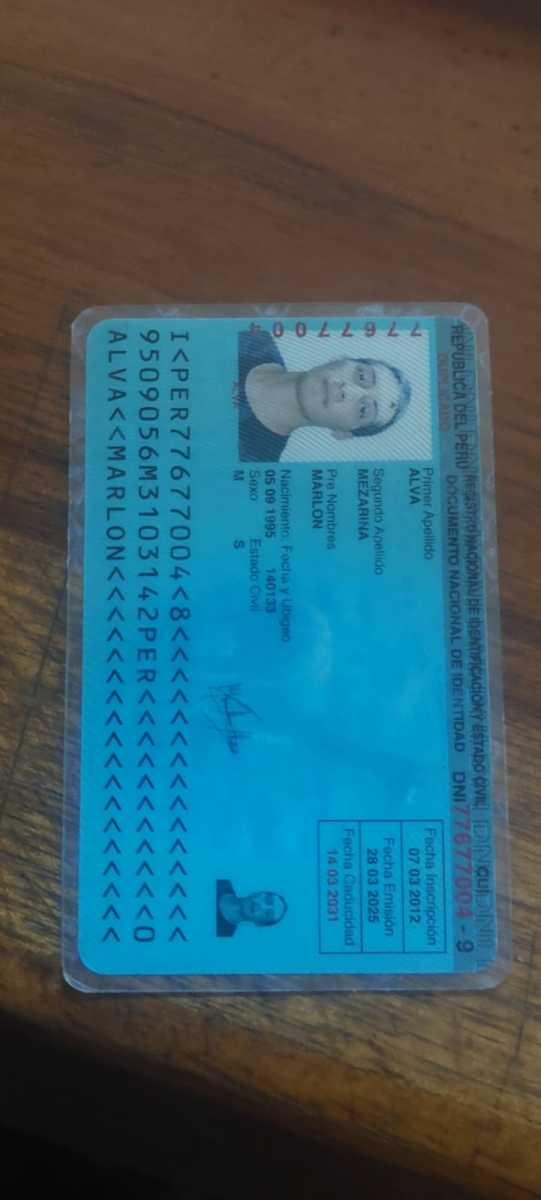 REPÚBLICA DEL PERÚ REGISTRO NACIONAL DE IDENTIFICACIÓN Y ESTADO CIVIL
DUPLICADO
DOCUMENTO NACIONAL DE IDENTIDAD DNI 77677004 - 9
CUI
77677004
Primer Apellido
ALVA
Segundo Apellido
MEZARINA
Pre Nombres
MARLON
Nacimiento: Fecha y Ubigeo
05 09 1995 140133
Sexo Estado Civil
M S
Fecha Inscripción
07 03 2012
Fecha Emisión
28 03 2025
Fecha Caducidad
14 03 2031
I<PER77677004<8<<<<<<<<<<<<<<<
9509056M3103142PER<<<<<<<<<<<0
ALVA<<MARLON<<<<<<<<<<<<<<<<<<